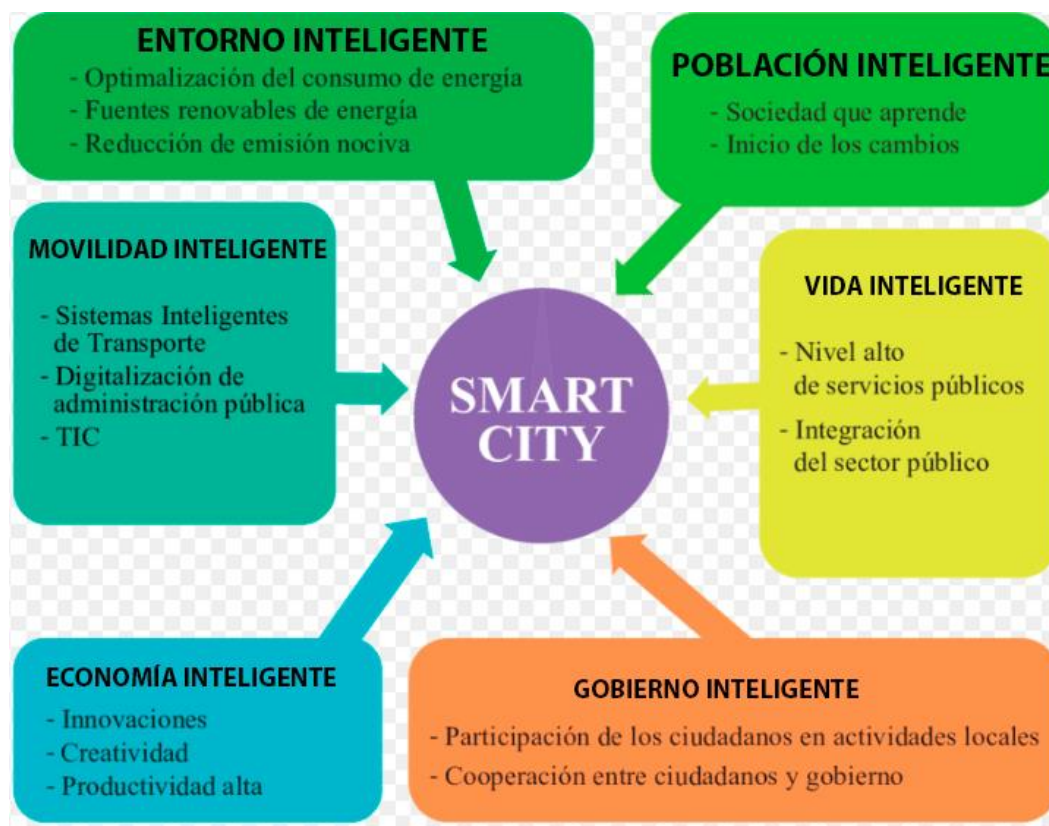 ENTORNO INTELIGENTE
- Optimalización del consumo de energía
- Fuentes renovables de energía
- Reducción de emisión nociva
POBLACIÓN INTELIGENTE
- Sociedad que aprende
- Inicio de los cambios
MOVILIDAD INTELIGENTE
- Sistemas Inteligentes
de Transporte
- Digitalización de
administración pública
- TIC
SMART
CITY
VIDA INTELIGENTE
- Nivel alto
de servicios públicos
- Integración
del sector público
ECONOMÍA INTELIGENTE
- Innovaciones
- Creatividad
- Productividad alta
GOBIERNO INTELIGENTE
- Participación de los ciudadanos en actividades locales
- Cooperación entre ciudadanos y gobierno